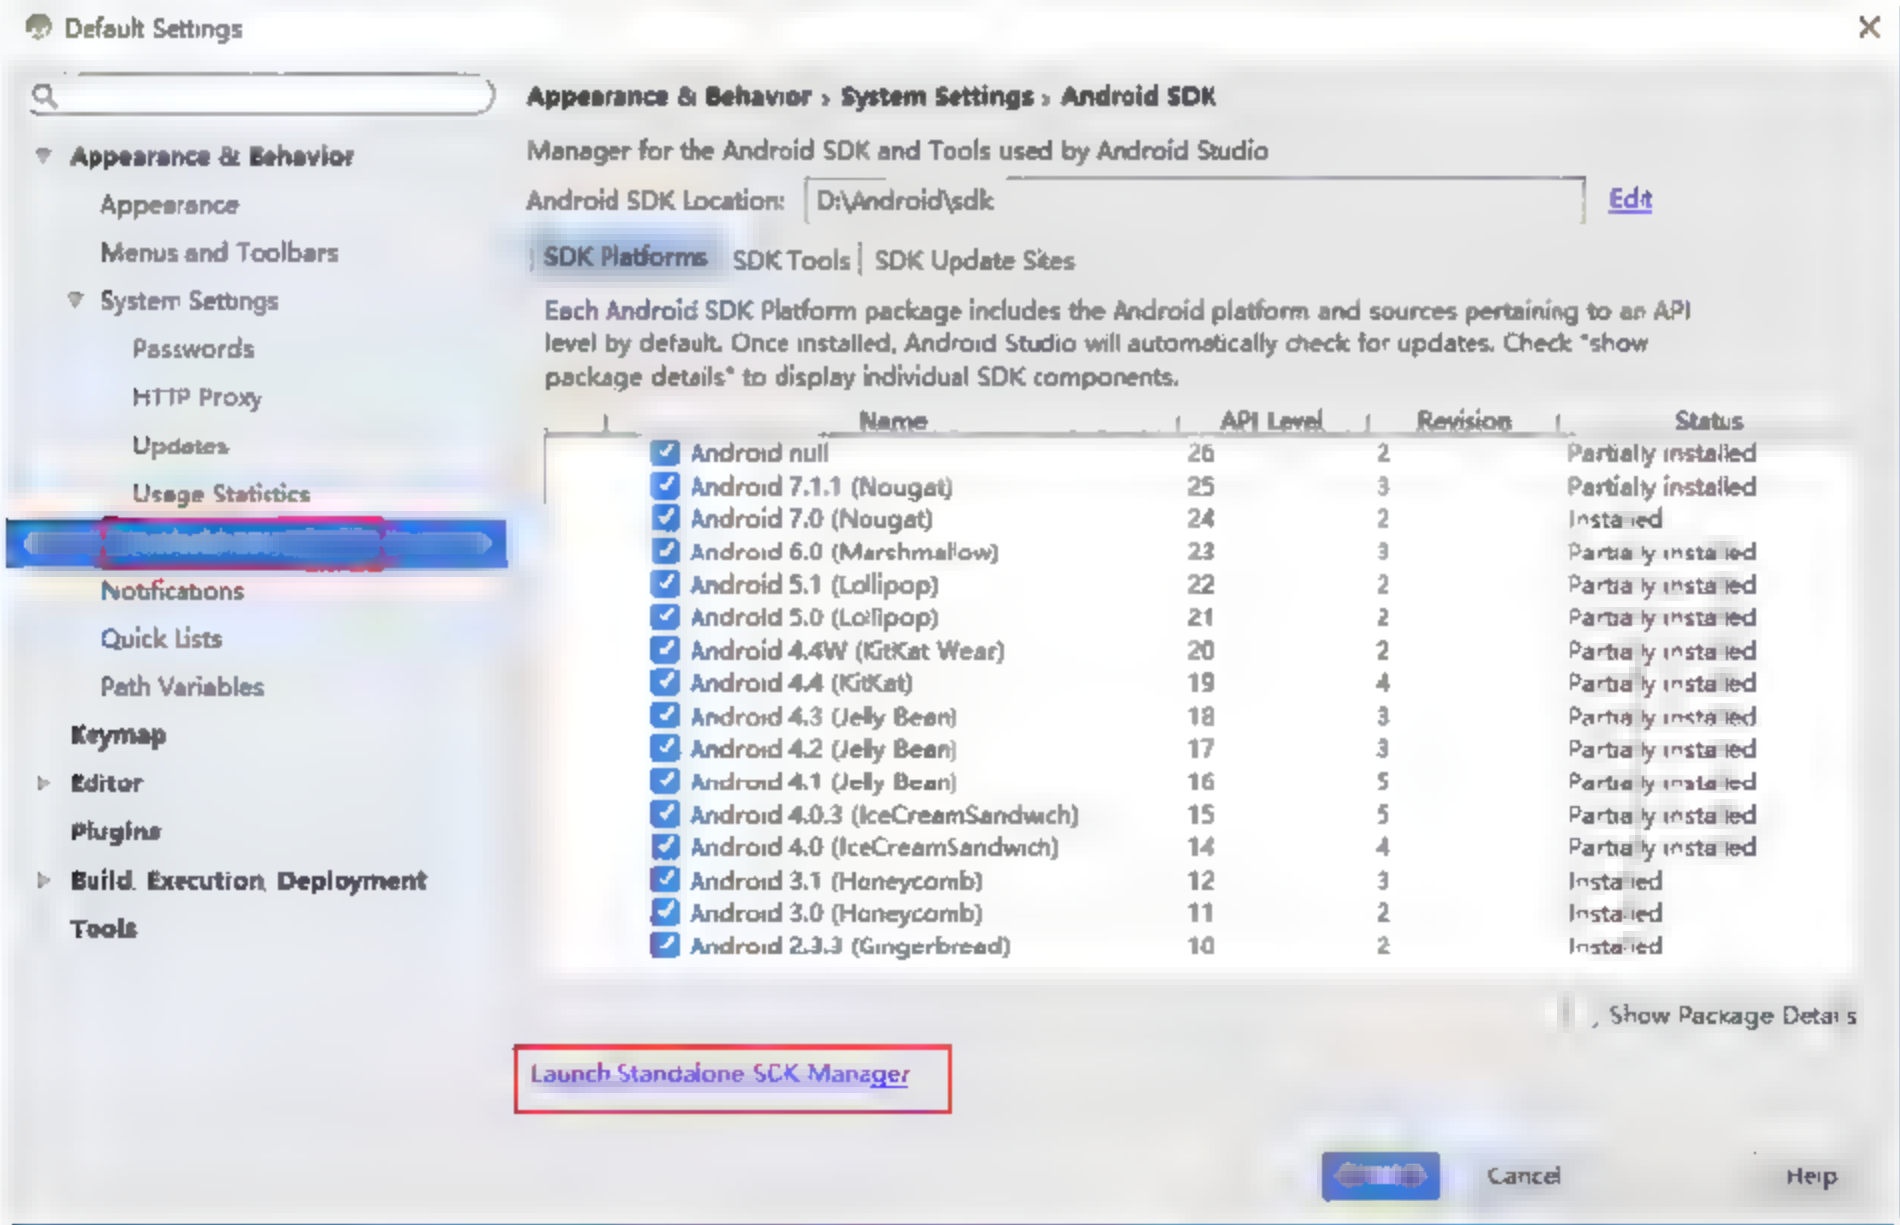 Default Settings
Appearance & Behavior › System Settings › Android SDK
Appearance & Behavior
Appearance
Menus and Toolbars
System Settings
Passwords
HTTP Proxy
Updates
Usage Statistics
Notifications
Quick Lists
Path Variables
Keymap
Editor
Plugins
Build, Execution, Deployment
Tools
Manager for the Android SDK and Tools used by Android Studio
Android SDK Location: D:\Android\sdk Edit
SDK Platforms SDK Tools SDK Update Sites
Each Android SDK Platform package includes the Android platform and sources pertaining to an API
level by default. Once installed, Android Studio will automatically check for updates. Check "show
package details" to display individual SDK components.
Name API Level Revision Status
Android null 26 2 Partially installed
Android 7.1.1 (Nougat) 25 3 Partially installed
Android 7.0 (Nougat) 24 2 Installed
Android 6.0 (Marshmallow) 23 3 Partially installed
Android 5.1 (Lollipop) 22 2 Partially installed
Android 5.0 (Lollipop) 21 2 Partially installed
Android 4.4W (KitKat Wear) 20 2 Partially installed
Android 4.4 (KitKat) 19 4 Partially installed
Android 4.3 (Jelly Bean) 18 3 Partially installed
Android 4.2 (Jelly Bean) 17 3 Partially installed
Android 4.1 (Jelly Bean) 16 5 Partially installed
Android 4.0.3 (IceCreamSandwich) 15 5 Partially installed
Android 4.0 (IceCreamSandwich) 14 4 Partially installed
Android 3.1 (Honeycomb) 12 3 Installed
Android 3.0 (Honeycomb) 11 2 Installed
Android 2.3.3 (Gingerbread) 10 2 Installed
Show Package Details
Launch Standalone SDK Manager
Cancel Help